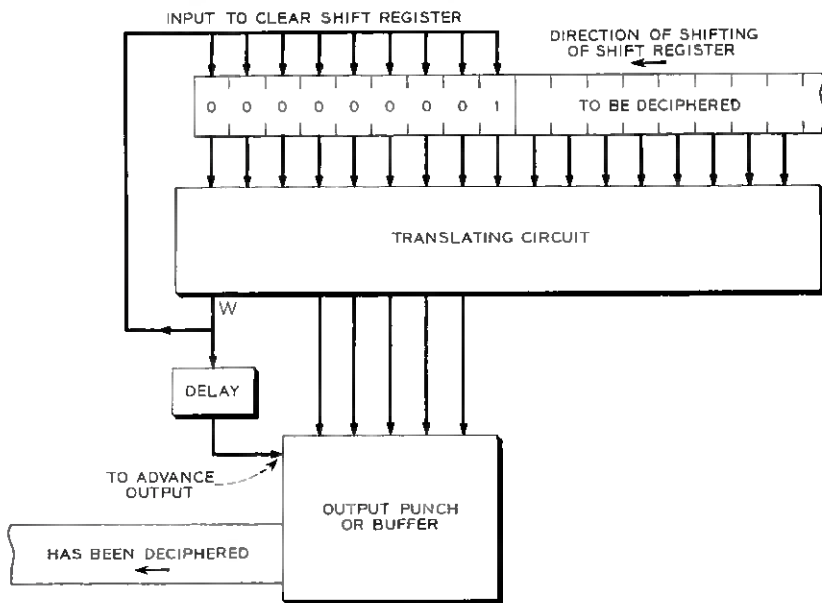 INPUT TO CLEAR SHIFT REGISTER
DIRECTION OF SHIFTING
OF SHIFT REGISTER
0 0 0 0 0 0 0 0 1
TO BE DECIPHERED
TRANSLATING CIRCUIT
W
DELAY
TO ADVANCE
OUTPUT
OUTPUT PUNCH
OR BUFFER
HAS BEEN DECIPHERED